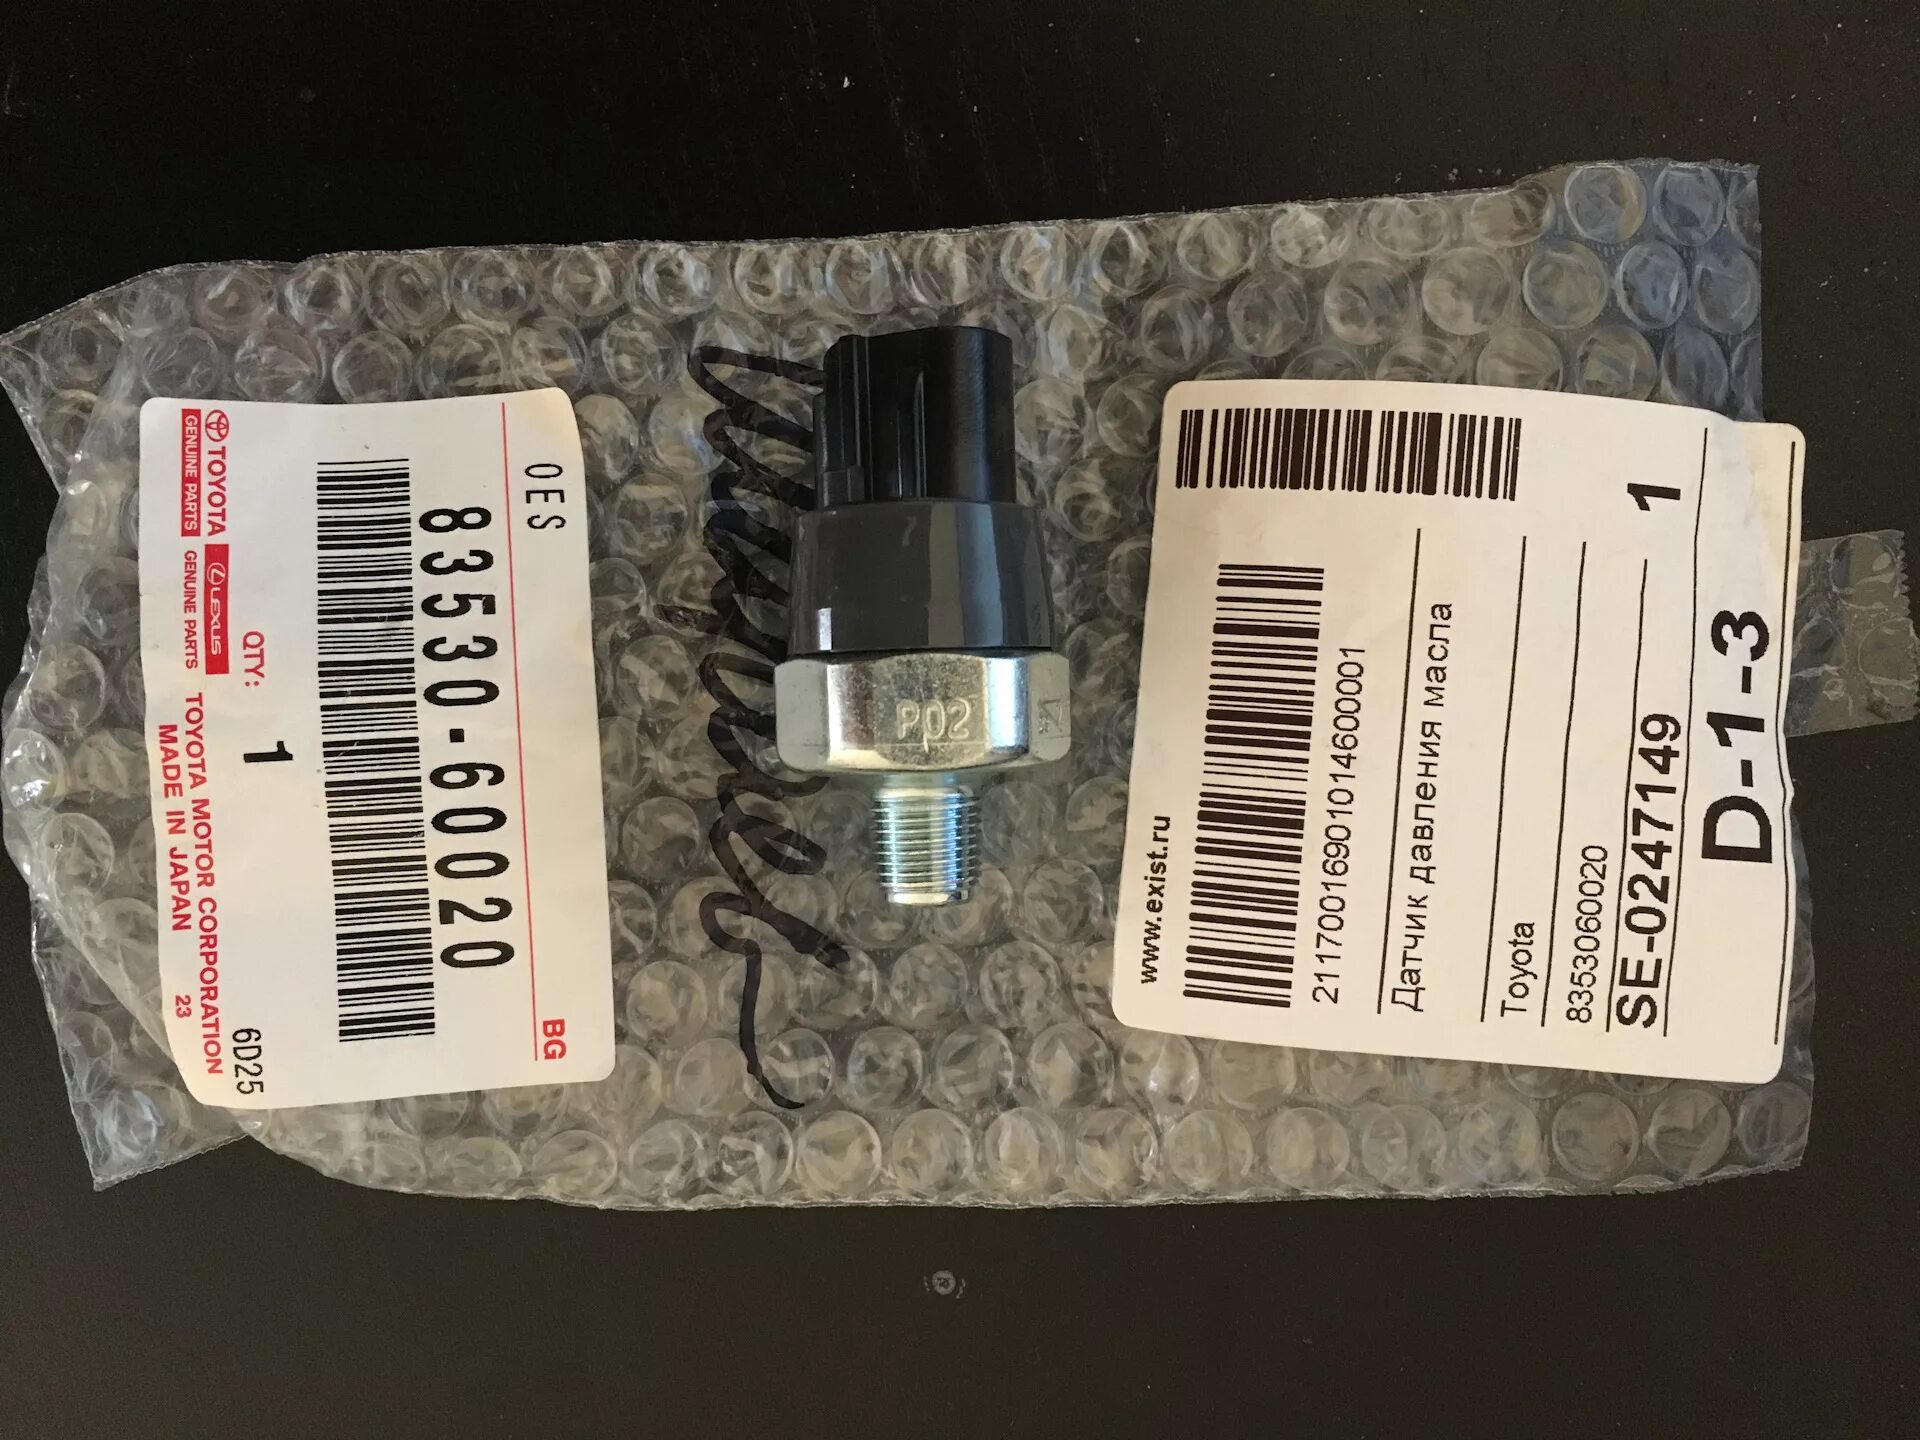 TOYOTA
GENUINE PARTS
LEXUS
GENUINE PARTS
TOYOTA MOTOR CORPORATION
MADE IN JAPAN
23
QTY:
1
6D25
83530-60020
OES
BG
P02
www.exist.ru
21170016901014600001
Датчик давления масла
Toyota
8353060020
SE-0247149
1
D-1-3